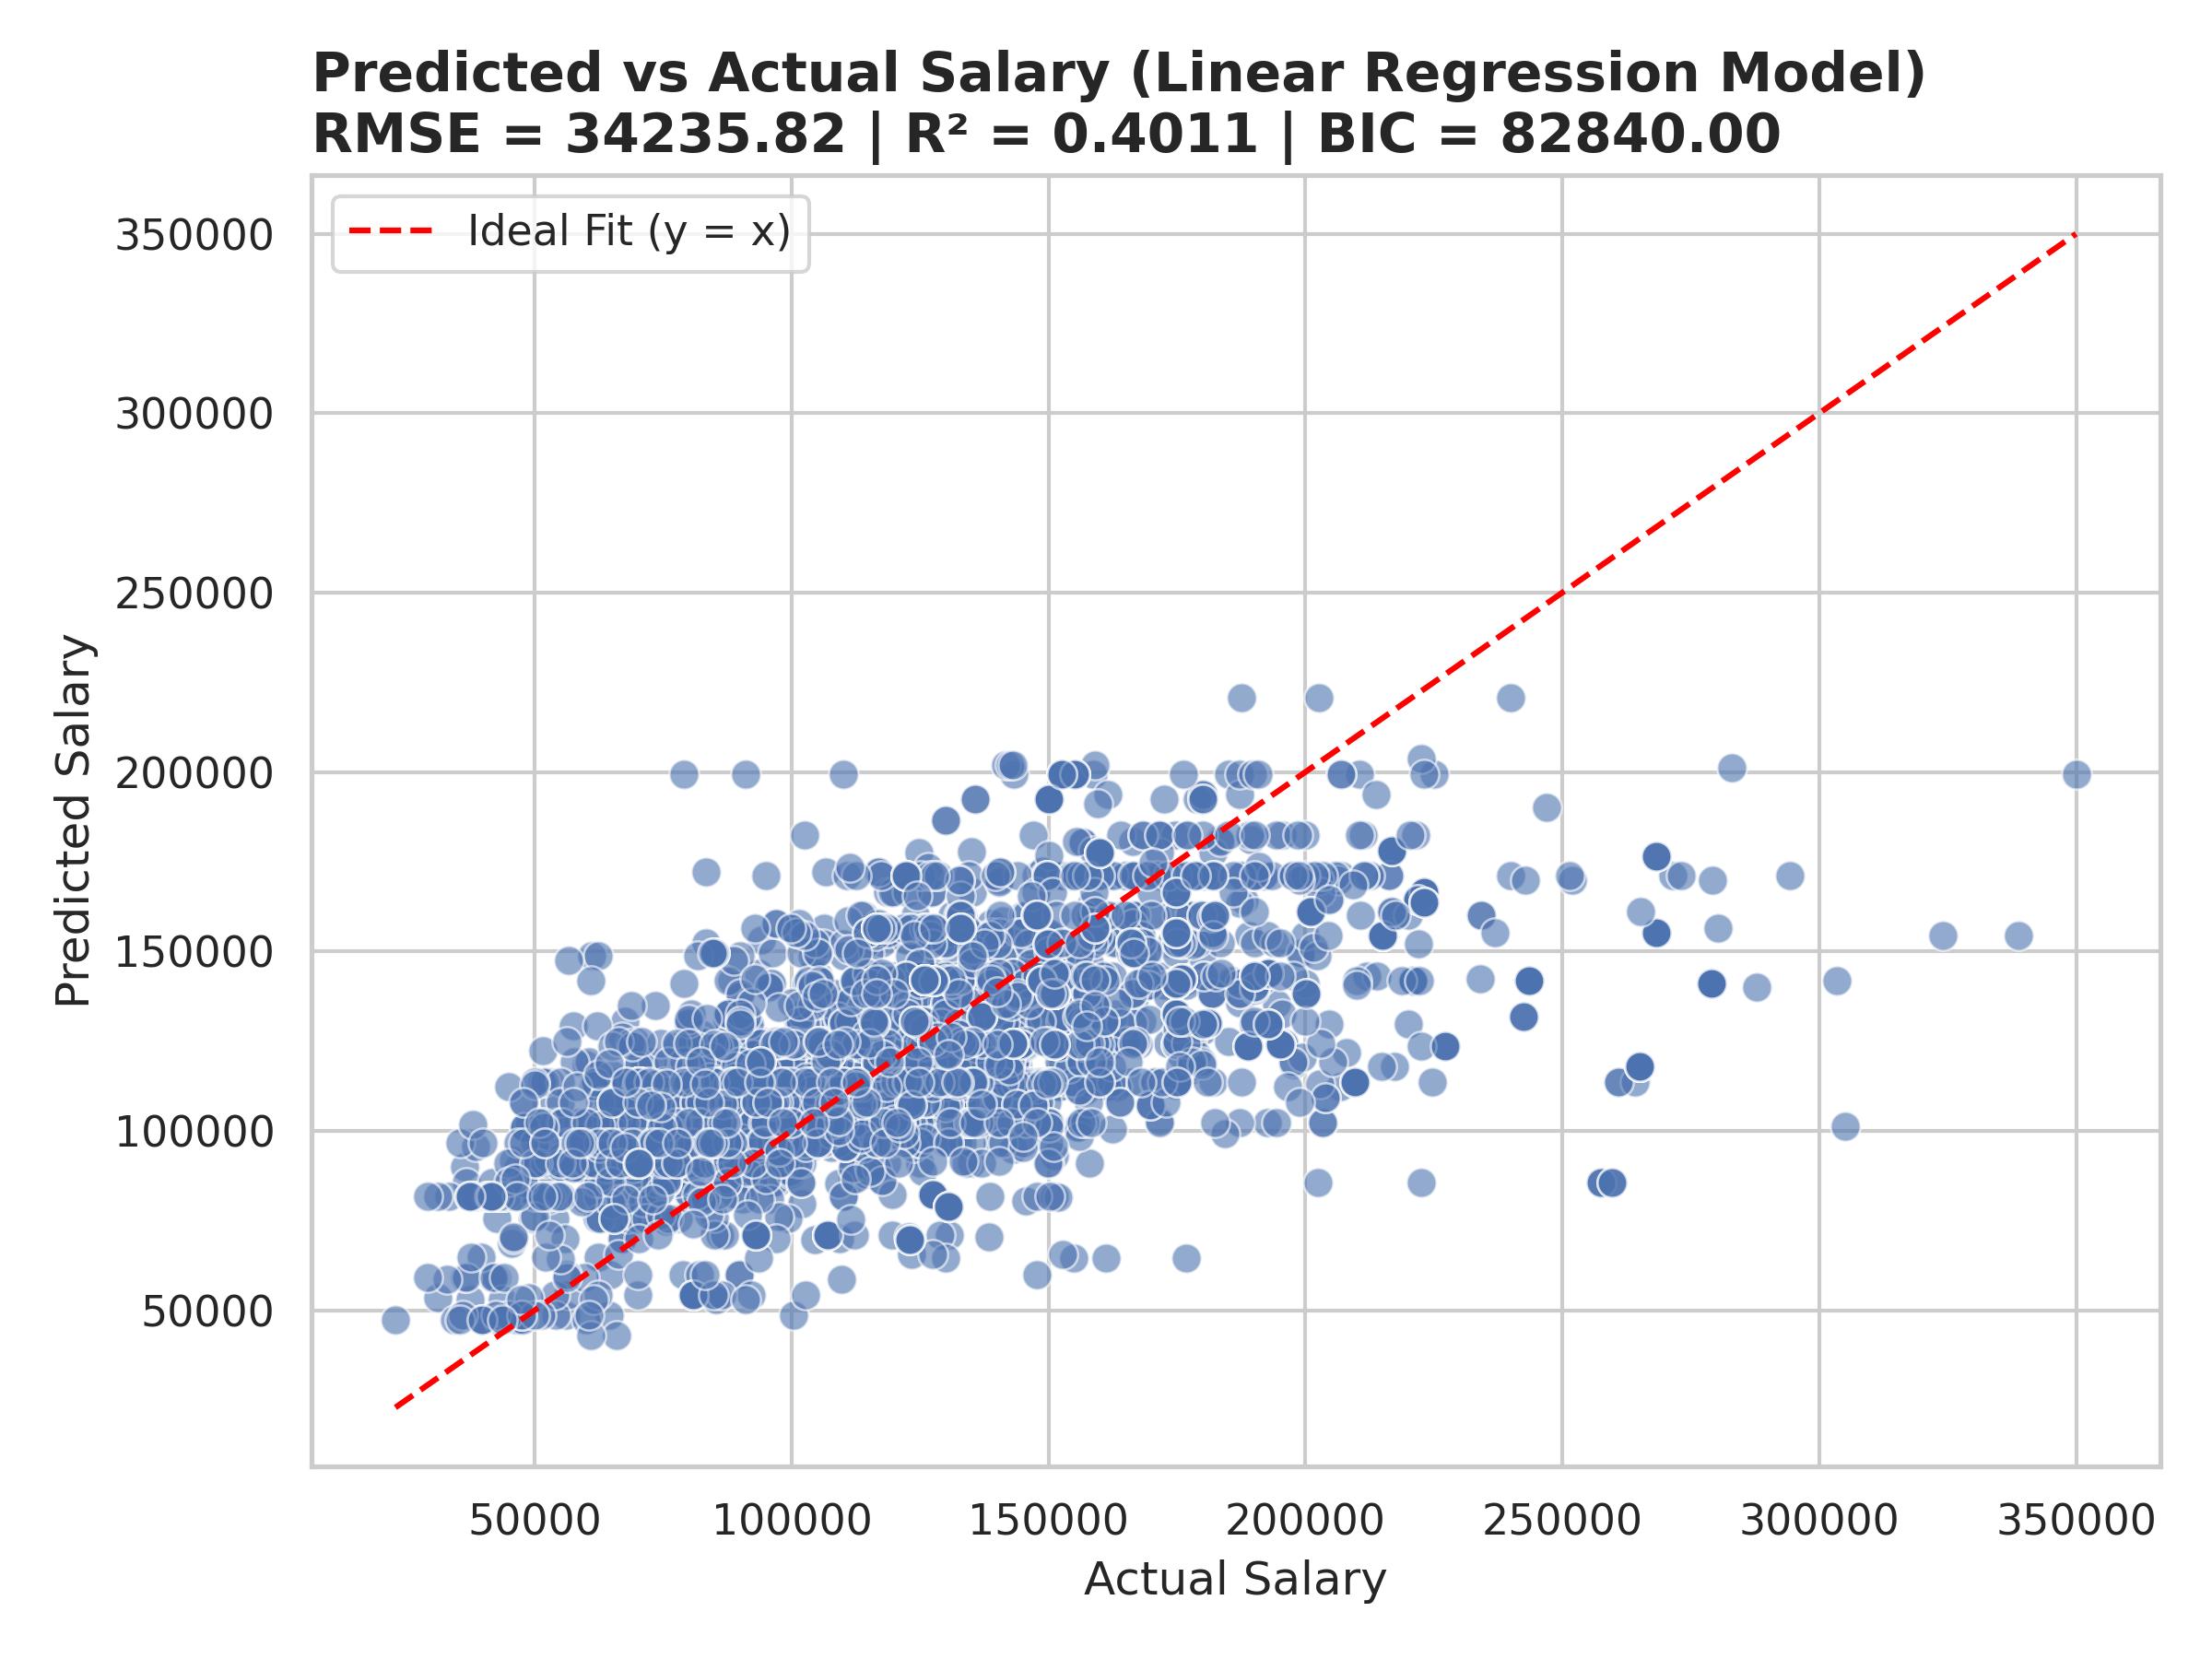 Predicted vs Actual Salary (Linear Regression Model)
RMSE = 34235.82 | R² = 0.4011 | BIC = 82840.00
Ideal Fit (y = x)
350000
300000
250000
200000
150000
100000
50000
Predicted Salary
50000 100000 150000 200000 250000 300000 350000
Actual Salary